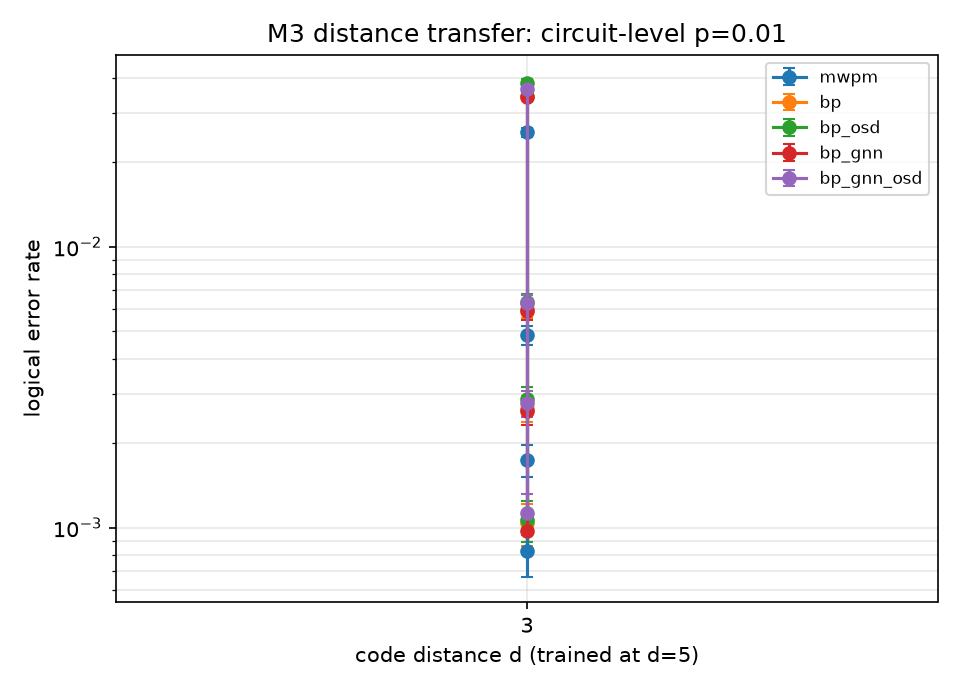 M3 distance transfer: circuit-level p=0.01
mwpm
bp
bp_osd
bp_gnn
bp_gnn_osd
logical error rate
10⁻²
10⁻³
3
code distance d (trained at d=5)